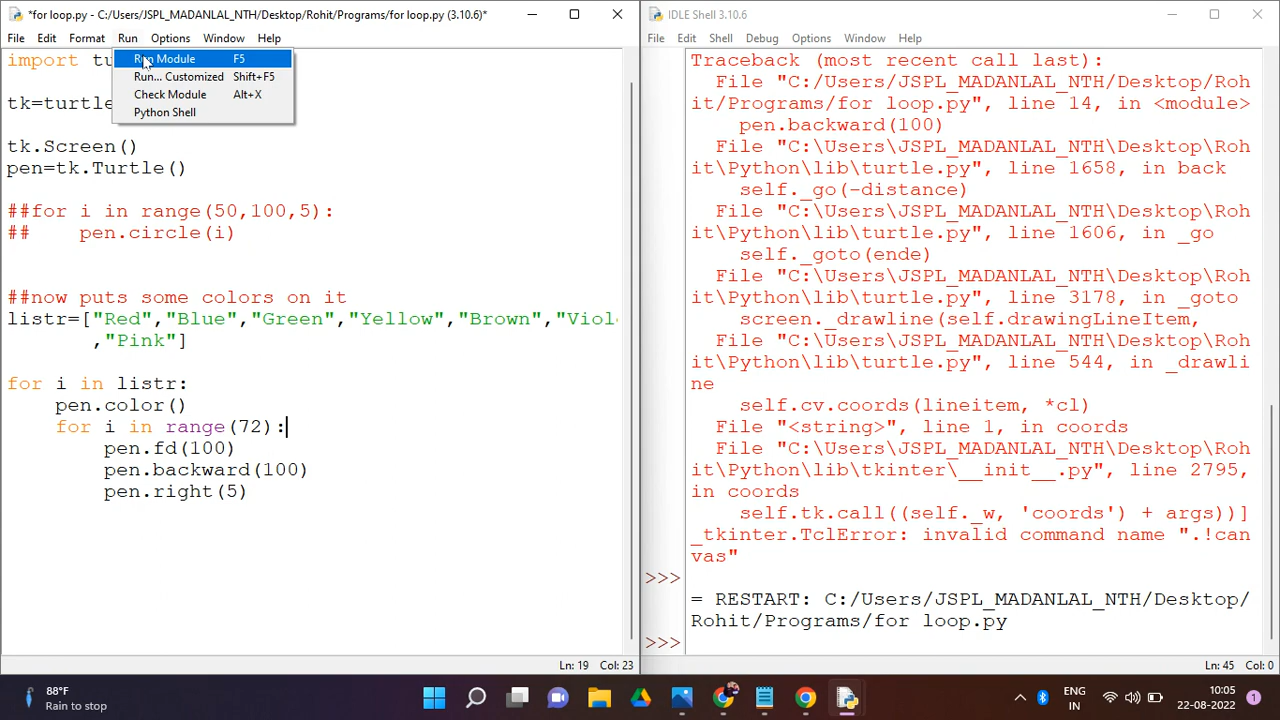 *for loop.py - C:/Users/JSPL_MADANLAL_NTH/Desktop/Rohit/Programs/for loop.py (3.10.6)*
File Edit Format Run Options Window Help
Run Module F5
Run... Customized Shift+F5
Check Module Alt+X
Python Shell
import tu
tk=turtle
tk.Screen()
pen=tk.Turtle()
##for i in range(50,100,5):
##    pen.circle(i)
##now puts some colors on it
listr=["Red","Blue","Green","Yellow","Brown","Viol
,"Pink"]
for i in listr:
pen.color()
for i in range(72):
pen.fd(100)
pen.backward(100)
pen.right(5)
Ln: 19 Col: 23
IDLE Shell 3.10.6
File Edit Shell Debug Options Window Help
Traceback (most recent call last):
File "C:/Users/JSPL_MADANLAL_NTH/Desktop/Roh
it/Programs/for loop.py", line 14, in <module>
pen.backward(100)
File "C:\Users\JSPL_MADANLAL_NTH\Desktop\Roh
it\Python\lib\turtle.py", line 1658, in back
self._go(-distance)
File "C:\Users\JSPL_MADANLAL_NTH\Desktop\Roh
it\Python\lib\turtle.py", line 1606, in _go
self._goto(ende)
File "C:\Users\JSPL_MADANLAL_NTH\Desktop\Roh
it\Python\lib\turtle.py", line 3178, in _goto
screen._drawline(self.drawingLineItem,
File "C:\Users\JSPL_MADANLAL_NTH\Desktop\Roh
it\Python\lib\turtle.py", line 544, in _drawli
ne
self.cv.coords(lineitem, *cl)
File "<string>", line 1, in coords
File "C:\Users\JSPL_MADANLAL_NTH\Desktop\Roh
it\Python\lib\tkinter\__init__.py", line 2795,
in coords
self.tk.call((self._w, 'coords') + args))]
_tkinter.TclError: invalid command name ".!can
vas"
>>>
= RESTART: C:/Users/JSPL_MADANLAL_NTH/Desktop/
Rohit/Programs/for loop.py
>>>
Ln: 45 Col: 0
88°F
Rain to stop
ENG
IN
10:05
22-08-2022
1